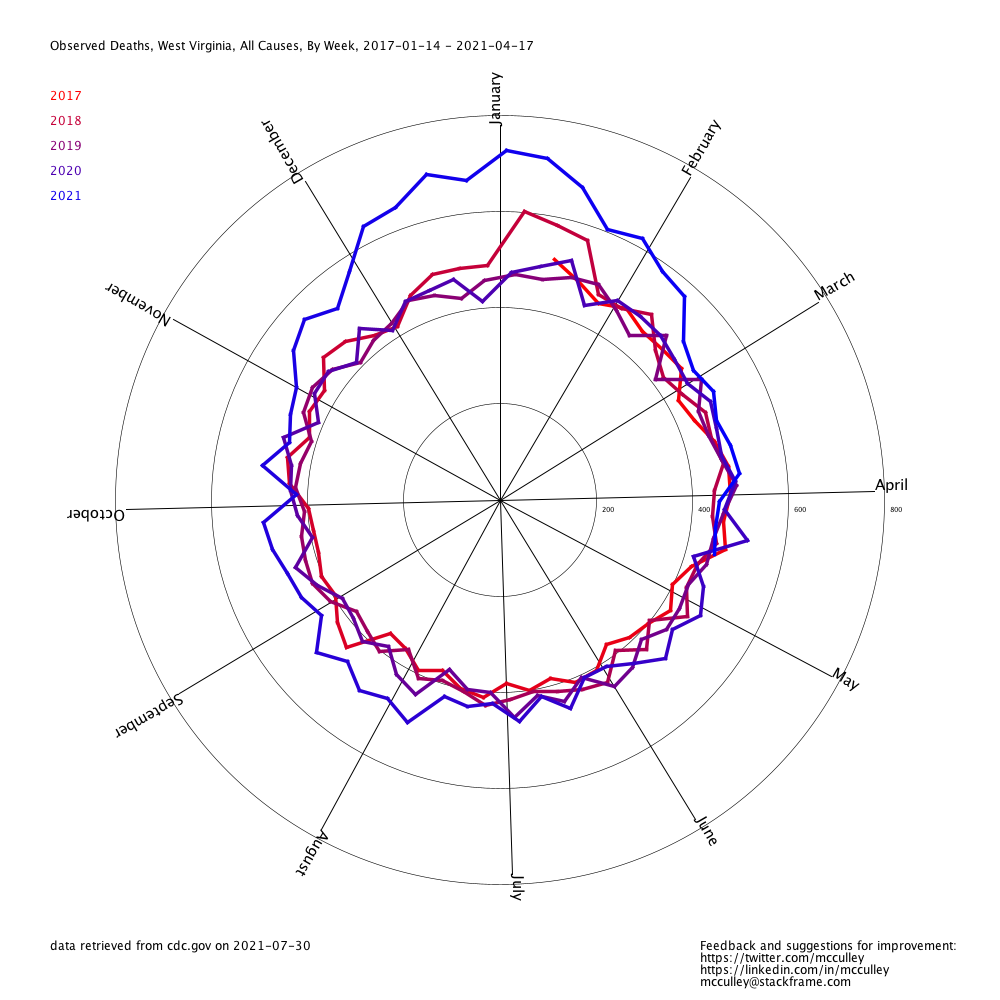 Observed Deaths, West Virginia, All Causes, By Week, 2017-01-14 - 2021-04-17
2017
2018
2019
2020
2021
January
February
March
April
May
June
July
August
September
October
November
December
200
400
600
800
data retrieved from cdc.gov on 2021-07-30
Feedback and suggestions for improvement:
https://twitter.com/mcculley
https://linkedin.com/in/mcculley
mcculley@stackframe.com